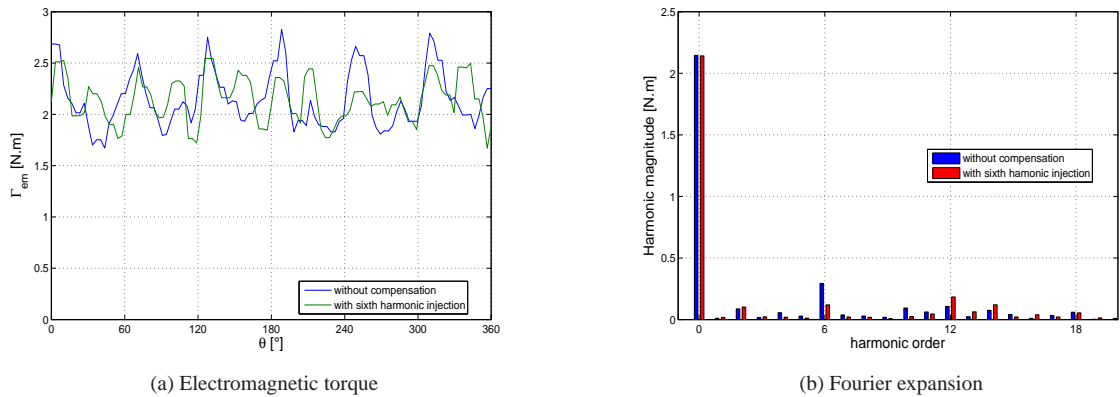 3
2.5
2
1.5
1
0.5
0
Γem [N.m]
without compensation
with sixth harmonic injection
0 60 120 180 240 300 360
θ [°]
(a) Electromagnetic torque
2.5
2
1.5
1
0.5
0
Harmonic magnitude [N.m]
without compensation
with sixth hamonic injection
0 6 12 18
harmonic order
(b) Fourier expansion